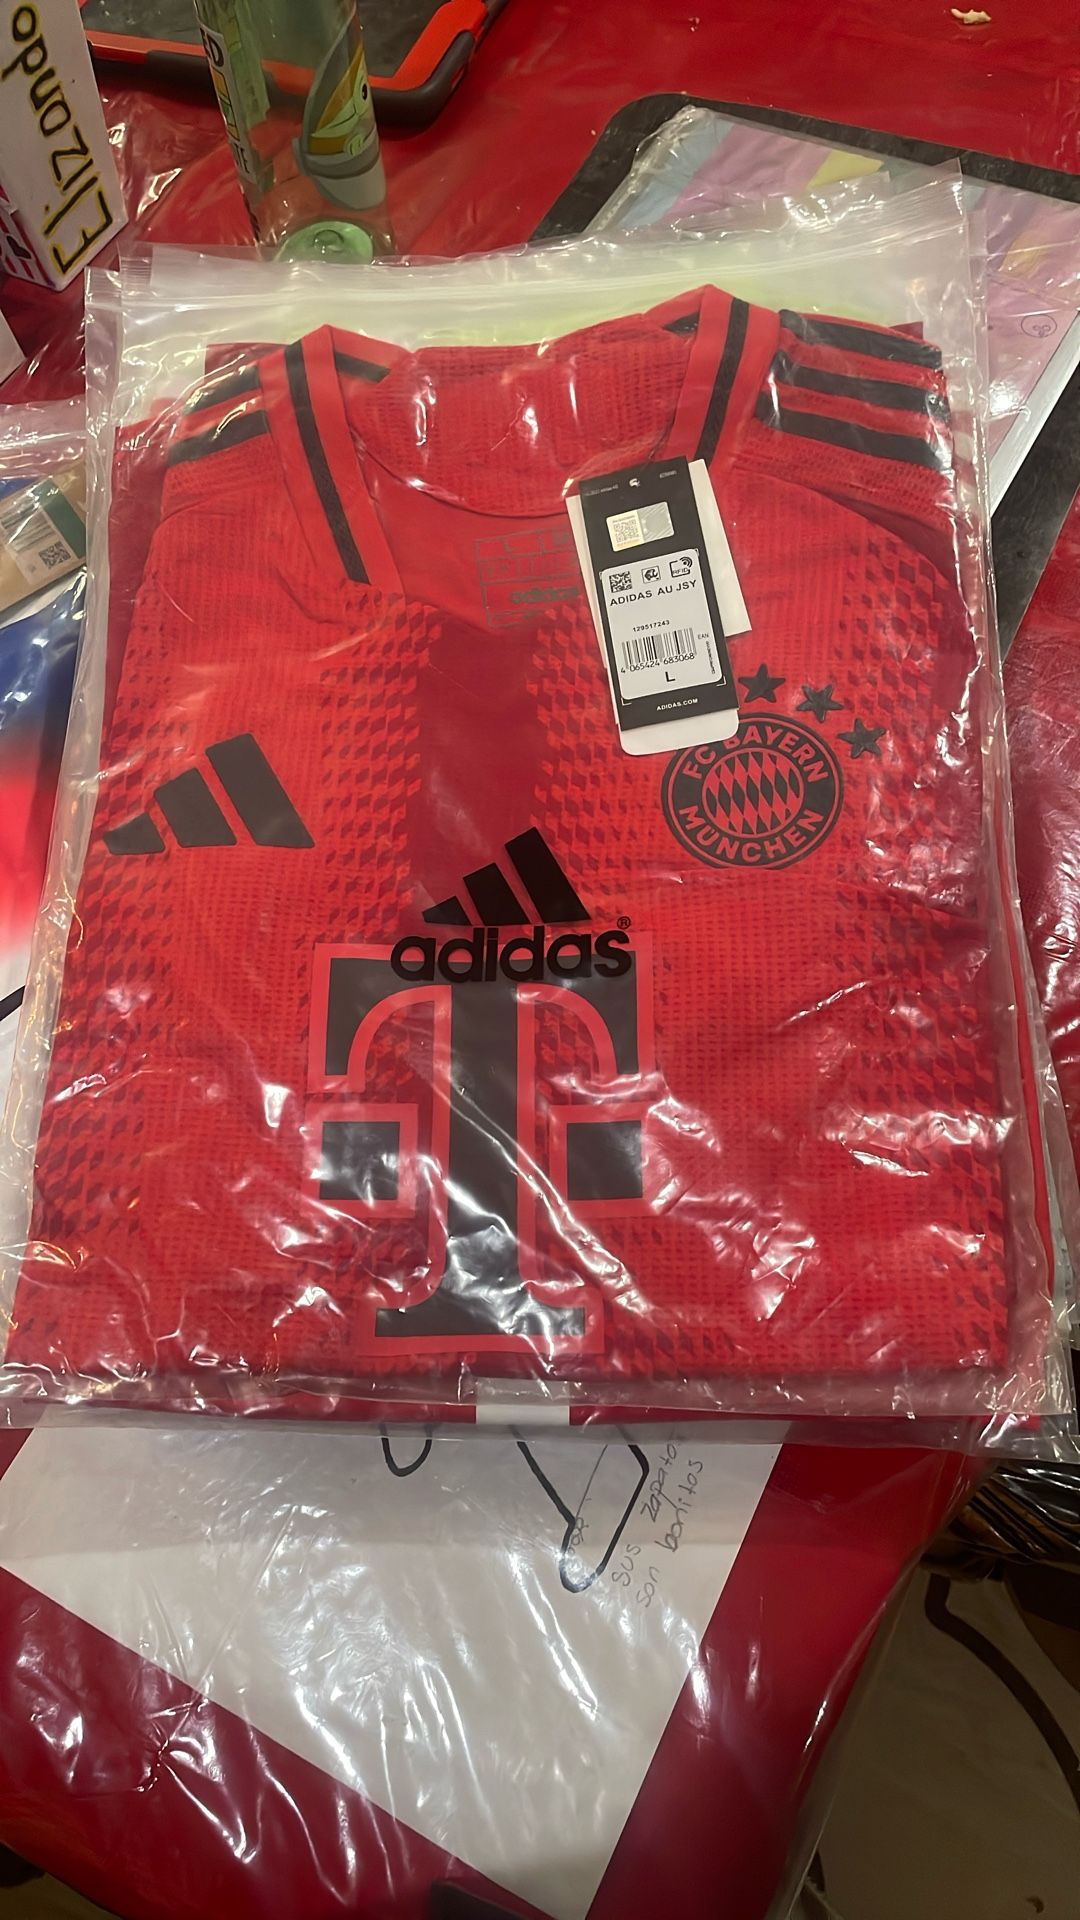 Elizondo
adidas
ADIDAS AU JSY
129517243
EAN
4 065424 683068
L
ADIDAS.COM
FC BAYERN
MÜNCHEN
adidas®
T
sus zapatos
son bonitos